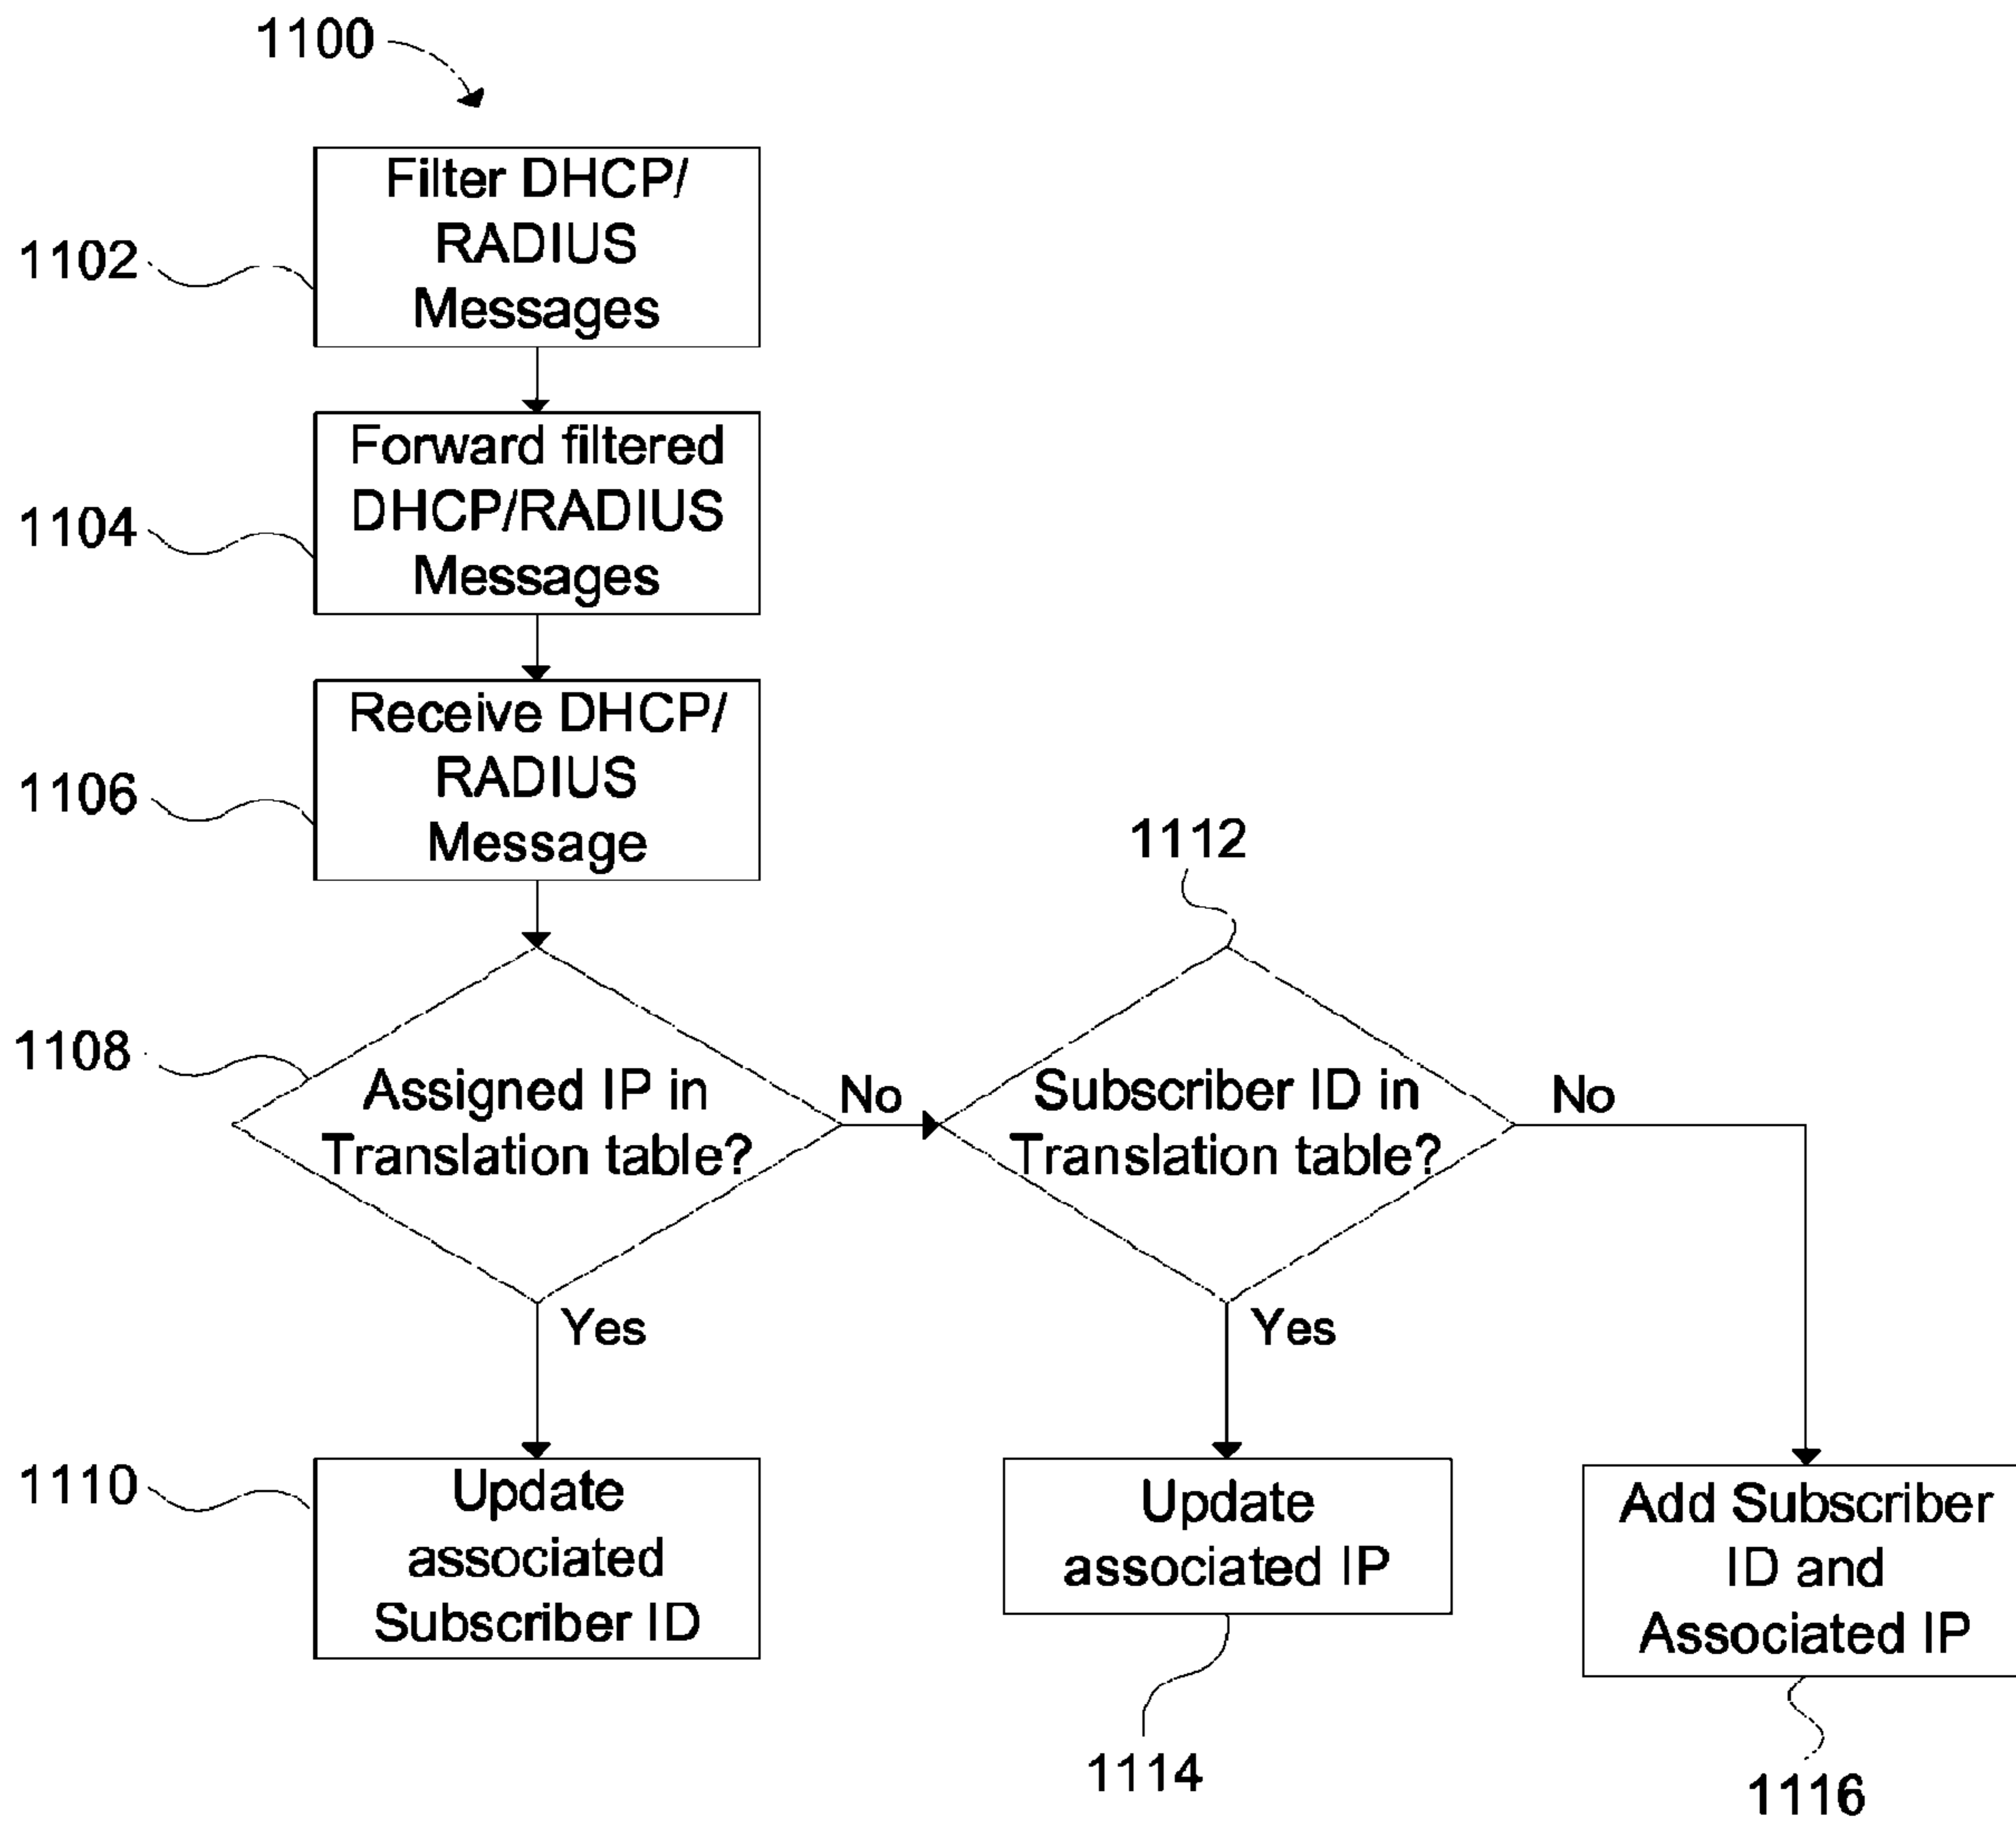 1100
Filter DHCP/
RADIUS
Messages
1102
Forward filtered
DHCP/RADIUS
Messages
1104
Receive DHCP/
RADIUS
Message
1106
1112
1108
Assigned IP in
Translation table?
No
Subscriber ID in
Translation table?
No
Yes
Yes
1110
Update
associated
Subscriber ID
Update
associated IP
Add Subscriber
ID and
Associated IP
1114
1116